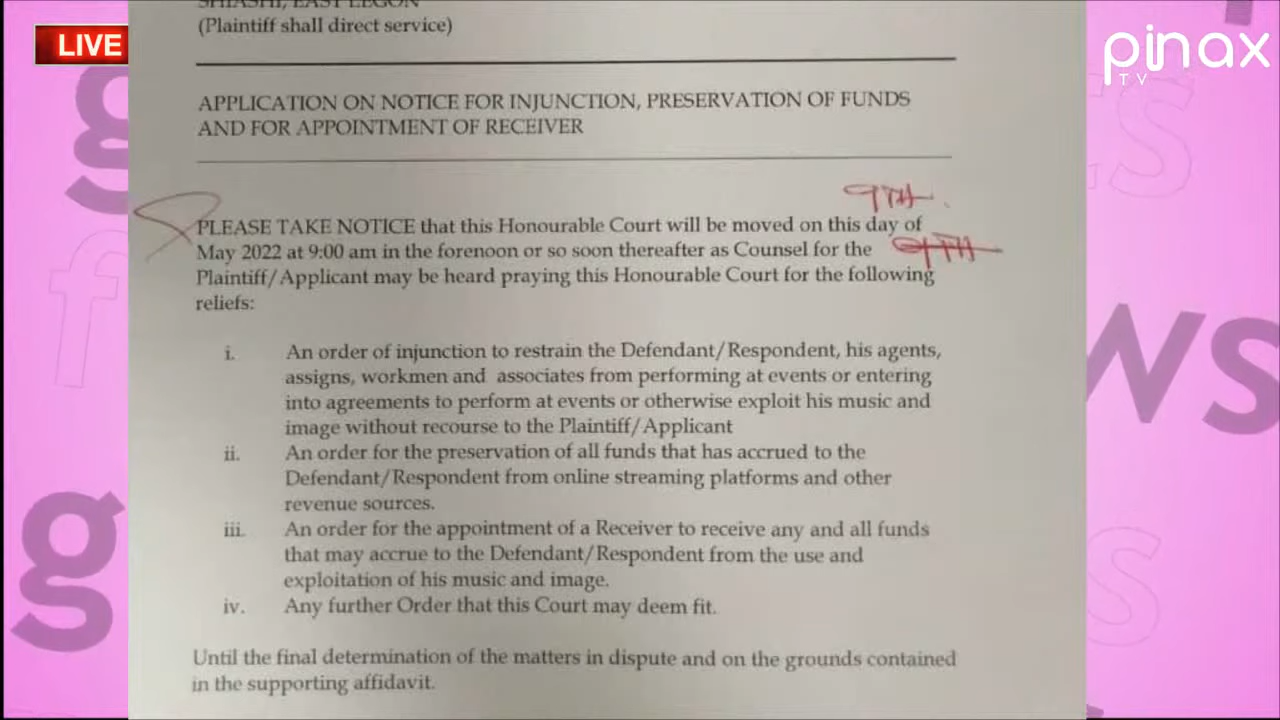 SHIASHI, EAST LEGON
(Plaintiff shall direct service)
LIVE
pinax
TV
APPLICATION ON NOTICE FOR INJUNCTION, PRESERVATION OF FUNDS
AND FOR APPOINTMENT OF RECEIVER
9TH
PLEASE TAKE NOTICE that this Honourable Court will be moved on this day of
May 2022 at 9:00 am in the forenoon or so soon thereafter as Counsel for the
9TH
Plaintiff/Applicant may be heard praying this Honourable Court for the following
reliefs:
i. An order of injunction to restrain the Defendant/Respondent, his agents,
assigns, workmen and associates from performing at events or entering
into agreements to perform at events or otherwise exploit his music and
image without recourse to the Plaintiff/Applicant
ii. An order for the preservation of all funds that has accrued to the
Defendant/Respondent from online streaming platforms and other
revenue sources.
iii. An order for the appointment of a Receiver to receive any and all funds
that may accrue to the Defendant/Respondent from the use and
exploitation of his music and image.
iv. Any further Order that this Court may deem fit.
Until the final determination of the matters in dispute and on the grounds contained
in the supporting affidavit.